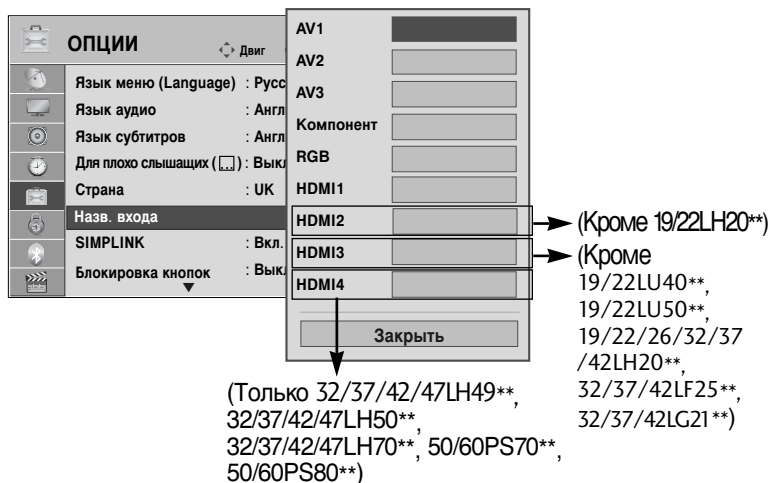 ОПЦИИ
Двиг
Язык меню (Language) : Русс
Язык аудио : Англ
Язык субтитров : Англ
Для плохо слышащих ( ) : Выкл
Страна : UK
Назв. входа
SIMPLINK : Вкл.
Блокировка кнопок : Выкл
AV1
AV2
AV3
Компонент
RGB
HDMI1
HDMI2
HDMI3
HDMI4
Закрыть
(Кроме 19/22LH20**)
(Кроме
19/22LU40**,
19/22LU50**,
19/22/26/32/37
/42LH20**,
32/37/42LF25**,
32/37/42LG21**)
(Только 32/37/42/47LH49**,
32/37/42/47LH50**,
32/37/42/47LH70**, 50/60PS70**,
50/60PS80**)